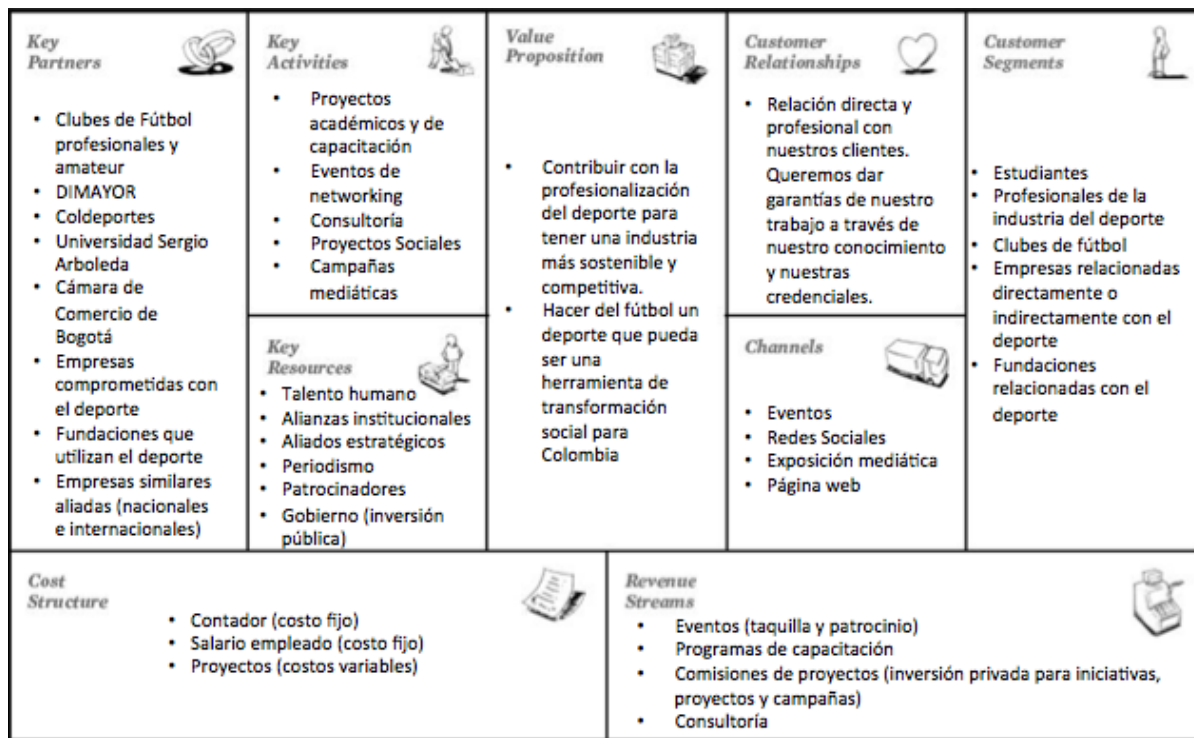 Key
Partners
• Clubes de Fútbol
profesionales y
amateur
• DIMAYOR
• Coldeportes
• Universidad Sergio
Arboleda
• Cámara de
Comercio de
Bogotá
• Empresas
comprometidas con
el deporte
• Fundaciones que
utilizan el deporte
• Empresas similares
aliadas (nacionales
e internacionales)
Key
Activities
• Proyectos
académicos y de
capacitación
• Eventos de
networking
• Consultoría
• Proyectos Sociales
• Campañas
mediáticas
Key
Resources
• Talento humano
• Alianzas institucionales
• Aliados estratégicos
• Periodismo
• Patrocinadores
• Gobierno (inversión
pública)
Value
Proposition
• Contribuir con la
profesionalización
del deporte para
tener una industria
más sostenible y
competitiva.
• Hacer del fútbol un
deporte que pueda
ser una
herramienta de
transformación
social para
Colombia
Customer
Relationships
• Relación directa y
profesional con
nuestros clientes.
Queremos dar
garantías de nuestro
trabajo a través de
nuestro conocimiento
y nuestras
credenciales.
Channels
• Eventos
• Redes Sociales
• Exposición mediática
• Página web
Customer
Segments
• Estudiantes
• Profesionales de la
industria del deporte
• Clubes de fútbol
• Empresas relacionadas
directamente o
indirectamente con el
deporte
• Fundaciones
relacionadas con el
deporte
Cost
Structure
• Contador (costo fijo)
• Salario empleado (costo fijo)
• Proyectos (costos variables)
Revenue
Streams
• Eventos (taquilla y patrocinio)
• Programas de capacitación
• Comisiones de proyectos (inversión privada para iniciativas,
proyectos y campañas)
• Consultoría